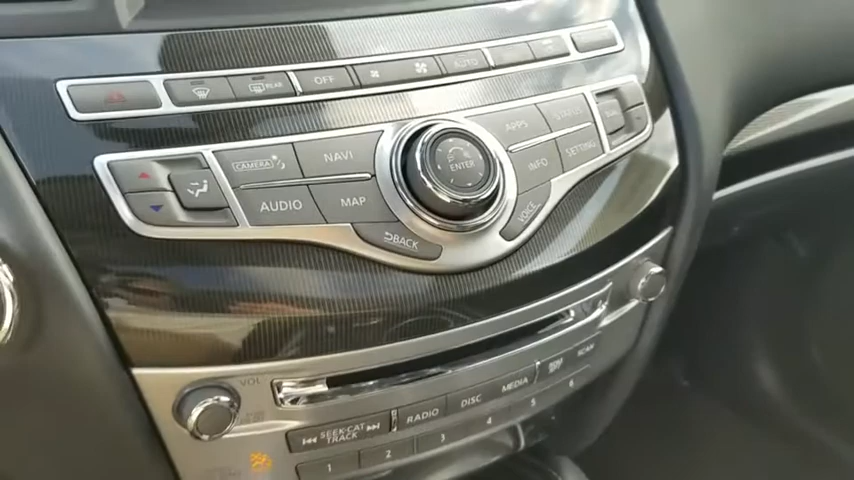 REAR OFF AUTO
CAMERA NAVI ENTER APPS STATUS
AUDIO MAP INFO SETTING
BACK VOICE
VOL
SEEK·CAT TRACK RADIO DISC MEDIA SCAN
1 2 3 4 5 6